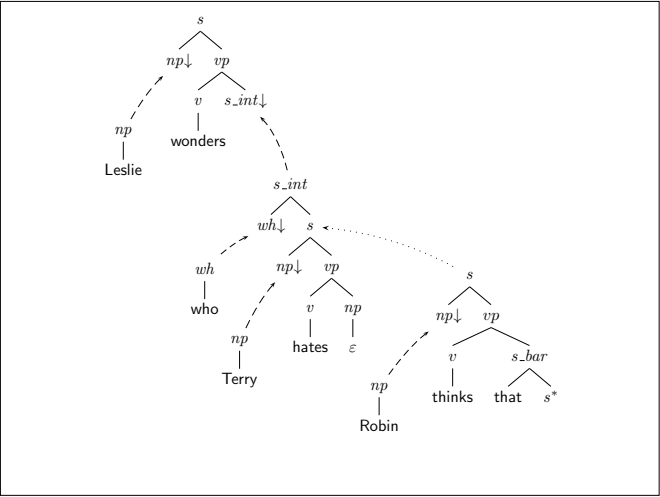 s
np↓ vp
v s_int↓
np
wonders
Leslie
s_int
wh↓ s
wh np↓ vp
s
who v np
np↓ vp
np hates ε
v s_bar
Terry
np thinks that s*
Robin